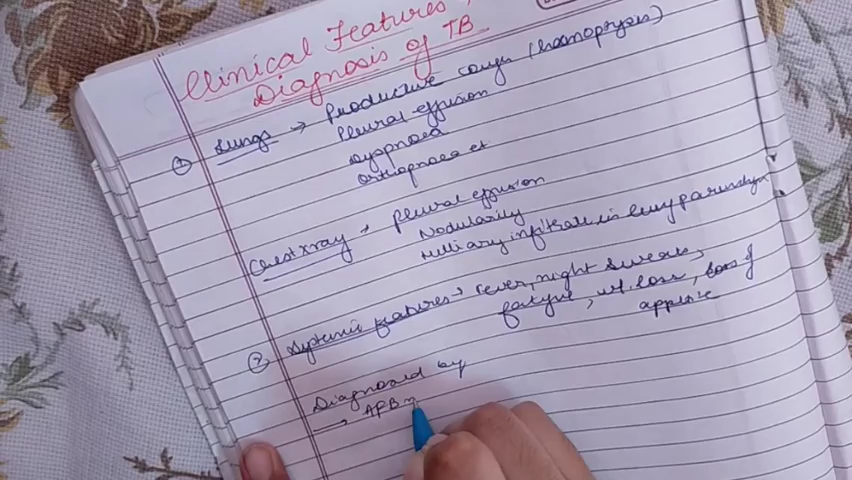 Clinical Features,
Diagnosis of TB
① Lungs → Productive cough (haemoptysis)
Pleural effusion
Dyspnoea
Orthopnoea et
Chest xray → pleural effusion
Nodularity
Milliary infiltrate in lung parenchyma
② Systemic features → fever, night sweats,
fatigue, wt. loss, loss of
appetite
Diagnosed by
→ AFB